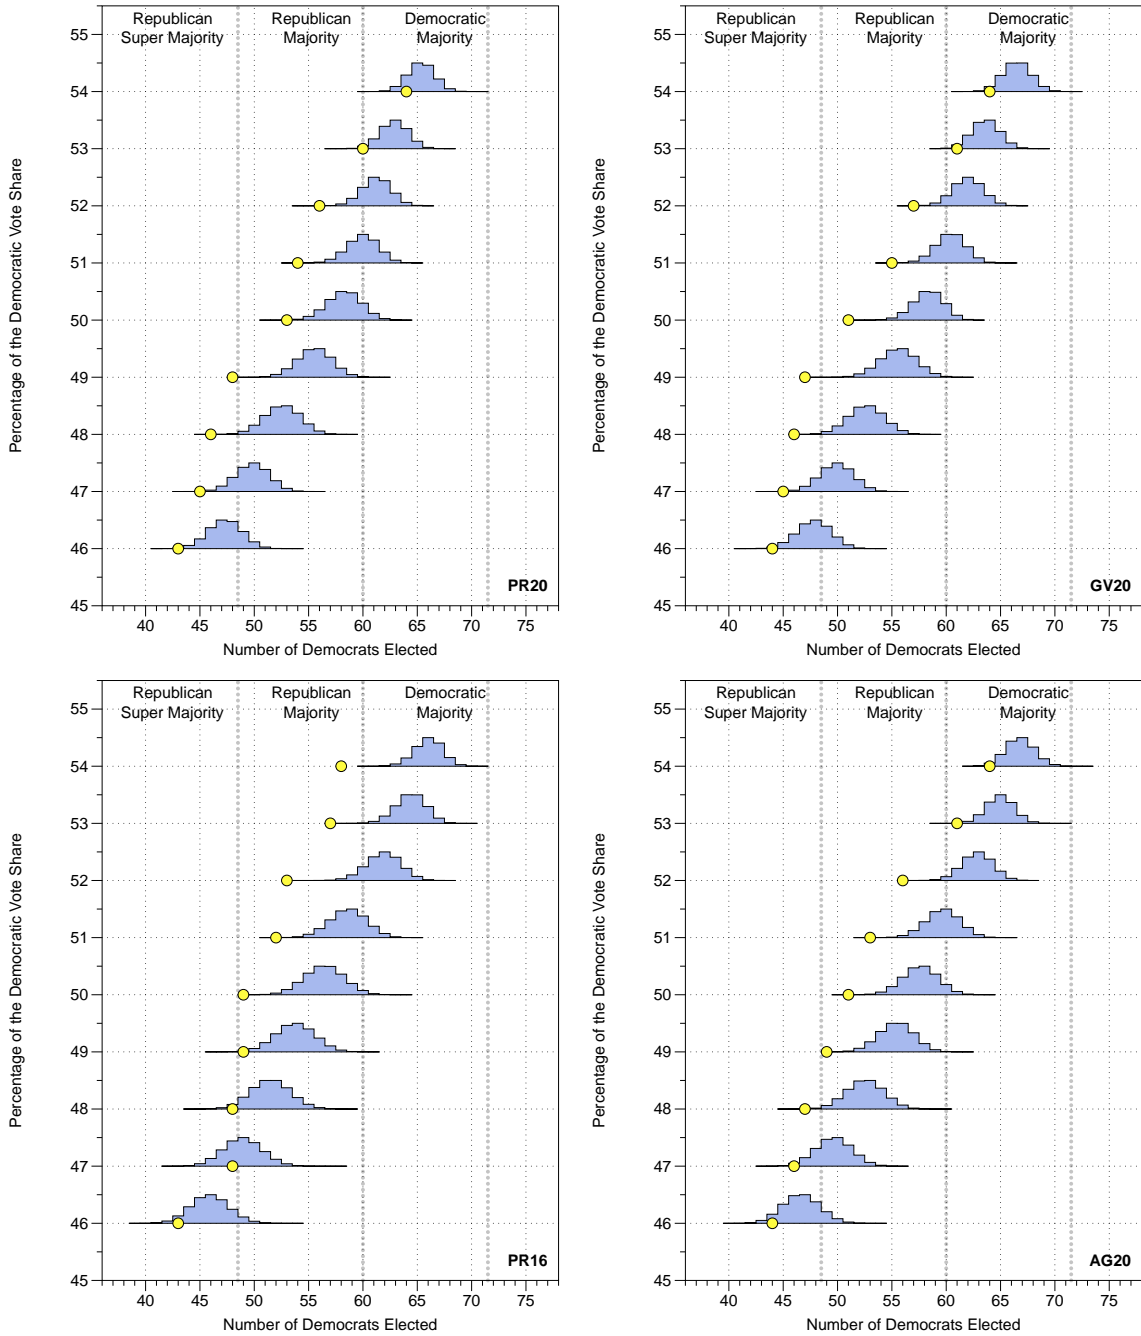 Republican Republican Democratic
Super Majority Majority Majority
Percentage of the Democratic Vote Share
55
54
53
52
51
50
49
48
47
46
45
PR20
40 45 50 55 60 65 70 75
Number of Democrats Elected
Republican Republican Democratic
Super Majority Majority Majority
Percentage of the Democratic Vote Share
55
54
53
52
51
50
49
48
47
46
45
GV20
40 45 50 55 60 65 70 75
Number of Democrats Elected
Republican Republican Democratic
Super Majority Majority Majority
Percentage of the Democratic Vote Share
55
54
53
52
51
50
49
48
47
46
45
PR16
40 45 50 55 60 65 70 75
Number of Democrats Elected
Republican Republican Democratic
Super Majority Majority Majority
Percentage of the Democratic Vote Share
55
54
53
52
51
50
49
48
47
46
45
AG20
40 45 50 55 60 65 70 75
Number of Democrats Elected